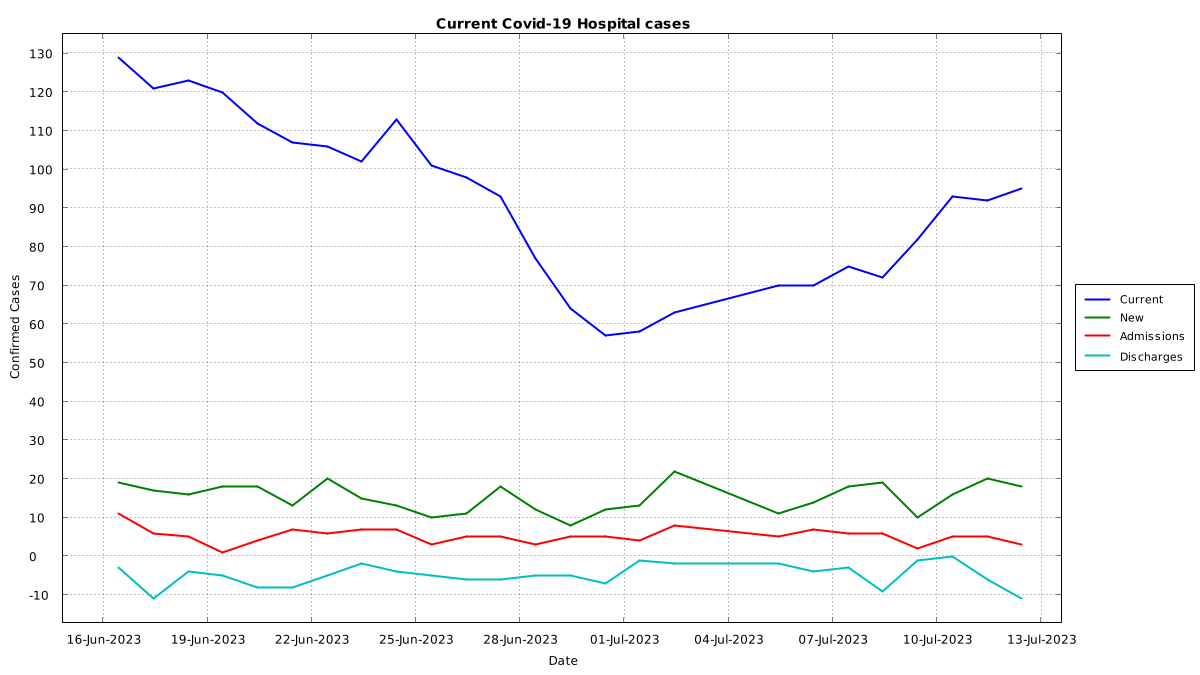 Current Covid-19 Hospital cases
130
120
110
100
90
80
70
60
50
40
30
20
10
0
-10
Confirmed Cases
16-Jun-2023 19-Jun-2023 22-Jun-2023 25-Jun-2023 28-Jun-2023 01-Jul-2023 04-Jul-2023 07-Jul-2023 10-Jul-2023 13-Jul-2023
Date
Current
New
Admissions
Discharges